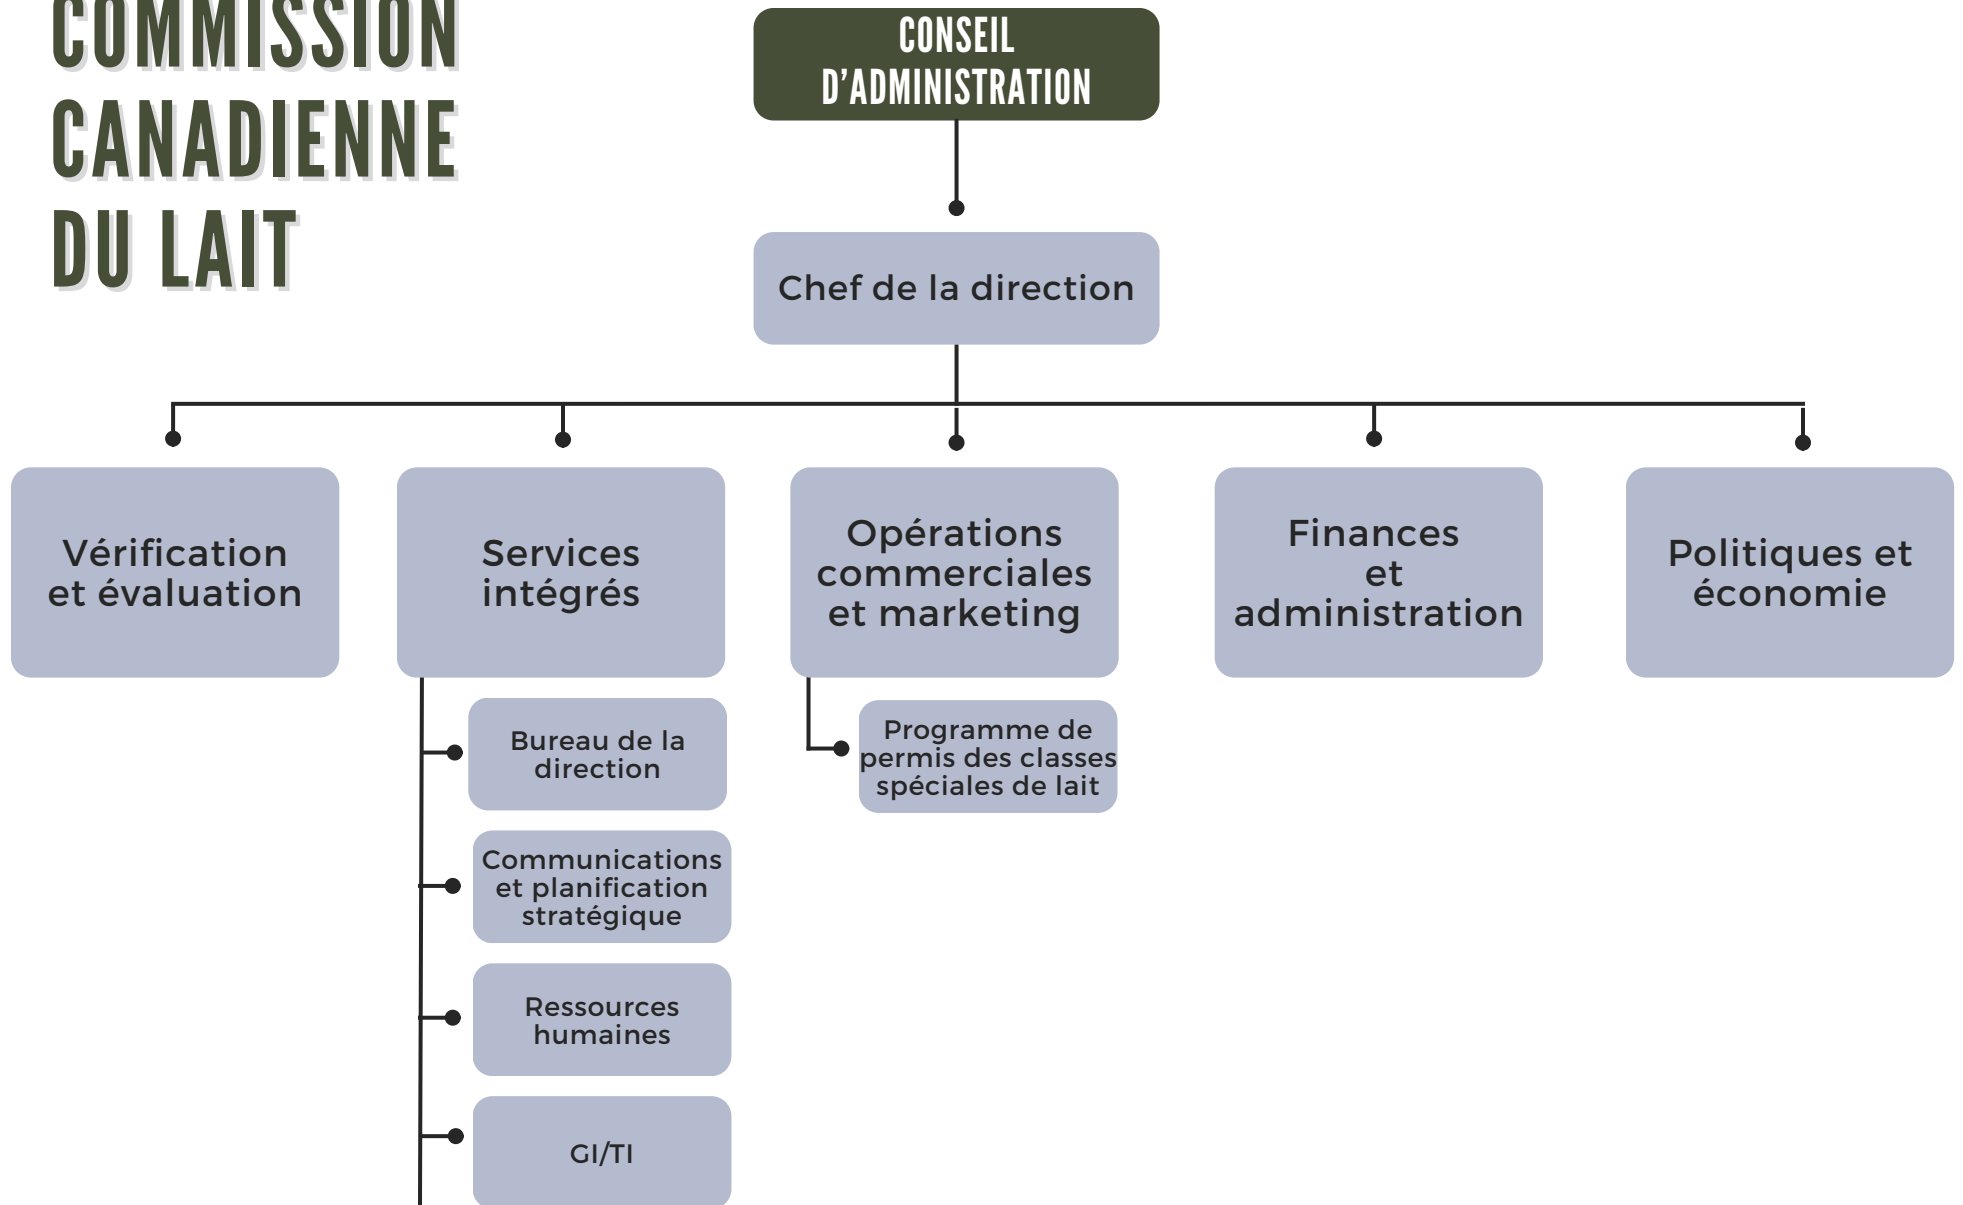 COMMISSION
CANADIENNE
DU LAIT
CONSEIL
D'ADMINISTRATION
Chef de la direction
Vérification
et évaluation
Services
intégrés
Opérations
commerciales
et marketing
Finances
et
administration
Politiques et
économie
Bureau de la
direction
Communications
et planification
stratégique
Ressources
humaines
GI/TI
Programme de
permis des classes
spéciales de lait